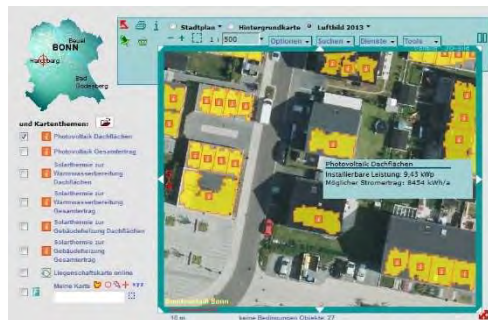 Stadtplan
Hintergrundkarte
Luftbild 2013
1 : 500
Optionen
Suchen
Dienste
Tools
Beuel
BONN
Hardtberg
Bad
Godesberg
und Kartenthemen:
Photovoltaik Dachflächen
Photovoltaik Gesamtertrag
Solarthermie zur
Warmwasserbereitung
Dachflächen
Solarthermie zur
Warmwasserbereitung
Gesamtertrag
Solarthermie zur
Gebäudeheizung Dachflächen
Solarthermie zur
Gebäudeheizung
Gesamtertrag
Liegenschaftskarte online
Meine Karte
Photovoltaik Dachflächen
Installierbare Leistung: 9,43 kWp
Möglicher Stromertrag: 8454 kWh/a
Bundesstadt Bonn
10 m
keine Bedingungen Objekte: 27